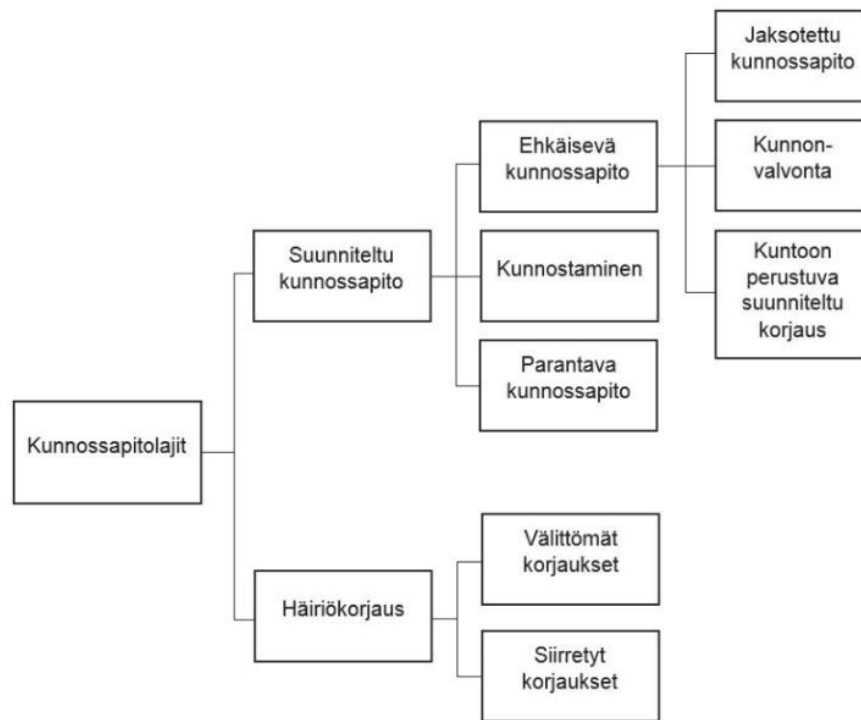 Jaksotettu
kunnossapito
Ehkäisevä
kunnossapito
Kunnon-
valvonta
Suunniteltu
kunnossapito
Kunnostaminen
Kuntoon
perustuva
suunniteltu
korjaus
Parantava
kunnossapito
Kunnossapitolajit
Välittömät
korjaukset
Häiriökorjaus
Siirretyt
korjaukset